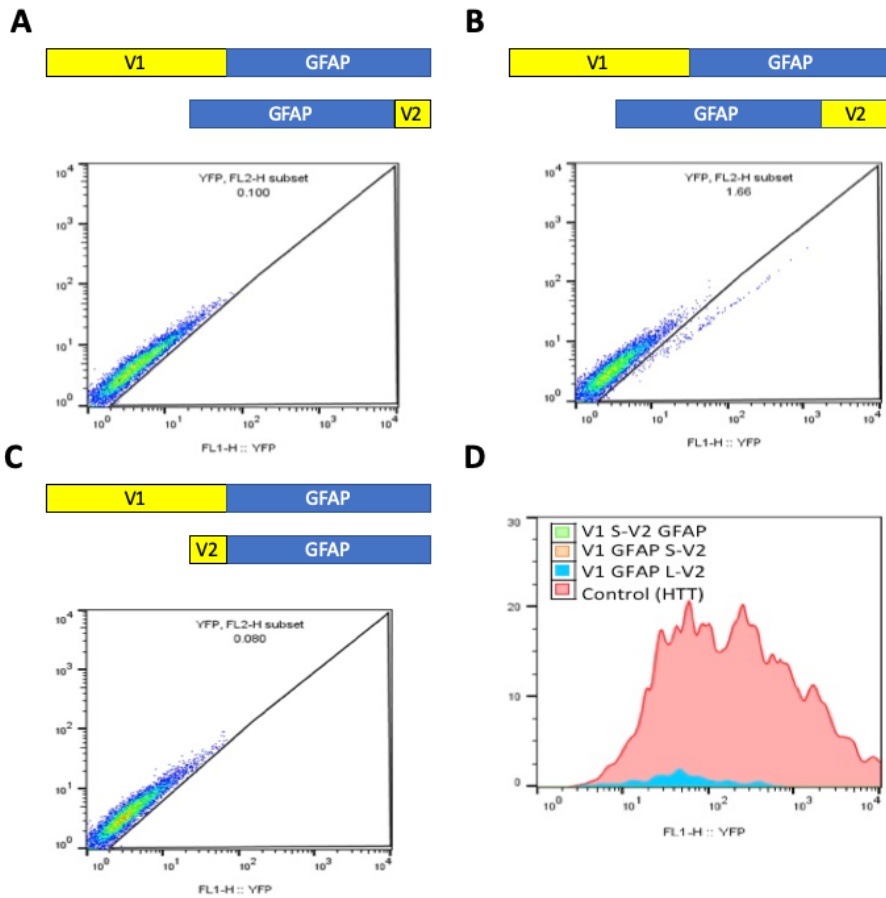 A
V1 GFAP
GFAP V2
YFP, FL2-H subset
0.100
10^4
10^3
10^2
10^1
10^0
10^0 10^1 10^2 10^3 10^4
FL1-H :: YFP
B
V1 GFAP
GFAP V2
YFP, FL2-H subset
1.66
10^4
10^3
10^2
10^1
10^0
10^0 10^1 10^2 10^3 10^4
FL1-H :: YFP
C
V1 GFAP
V2 GFAP
YFP, FL2-H subset
0.080
10^4
10^3
10^2
10^1
10^0
10^0 10^1 10^2 10^3 10^4
FL1-H :: YFP
D
V1 S-V2 GFAP
V1 GFAP S-V2
V1 GFAP L-V2
Control (HTT)
30
20
10
0
10^0 10^1 10^2 10^3 10^4
FL1-H :: YFP